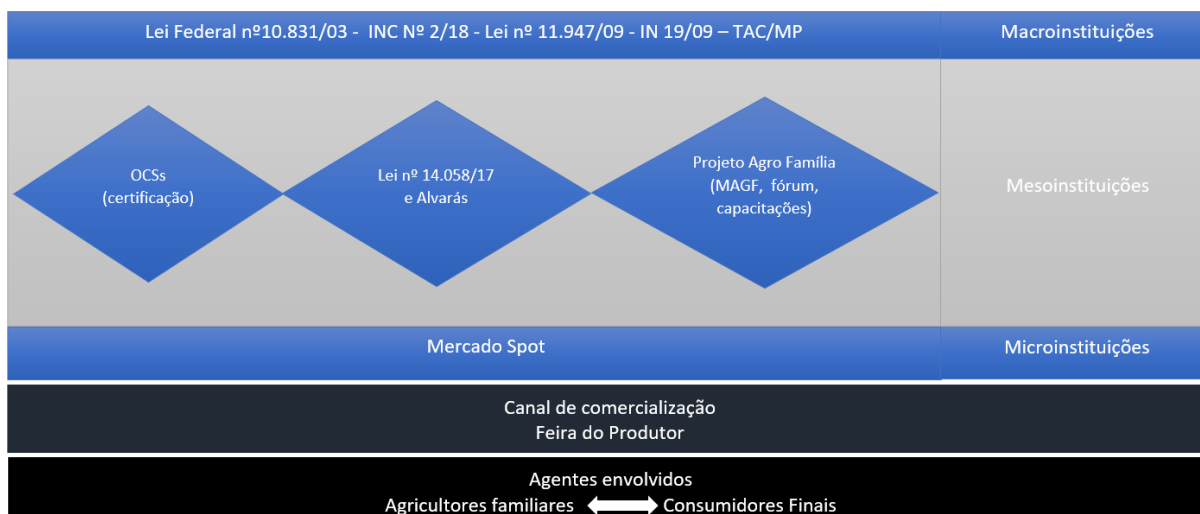 Lei Federal nº10.831/03 - INC Nº 2/18 - Lei nº 11.947/09 - IN 19/09 – TAC/MP
Macroinstituições
OCSs
(certificação)
Lei nº 14.058/17
e Alvarás
Projeto Agro Família
(MAGF, fórum,
capacitações)
Mesoinstituições
Mercado Spot
Microinstituições
Canal de comercialização
Feira do Produtor
Agentes envolvidos
Agricultores familiares Consumidores Finais